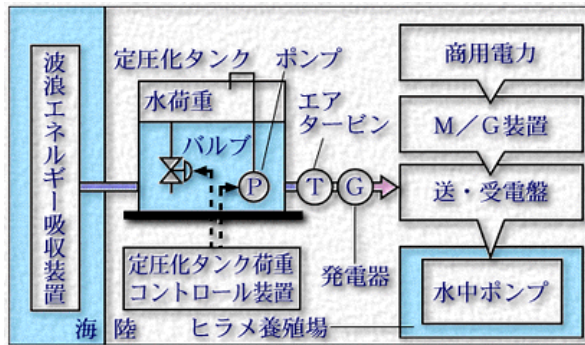 波浪エネルギー吸収装置
海
陸
定圧化タンク
ポンプ
水荷重
バルブ
エア
タービン
P
T
G
定圧化タンク荷重
コントロール装置
発電器
ヒラメ養殖場
商用電力
M/G装置
送・受電盤
水中ポンプ